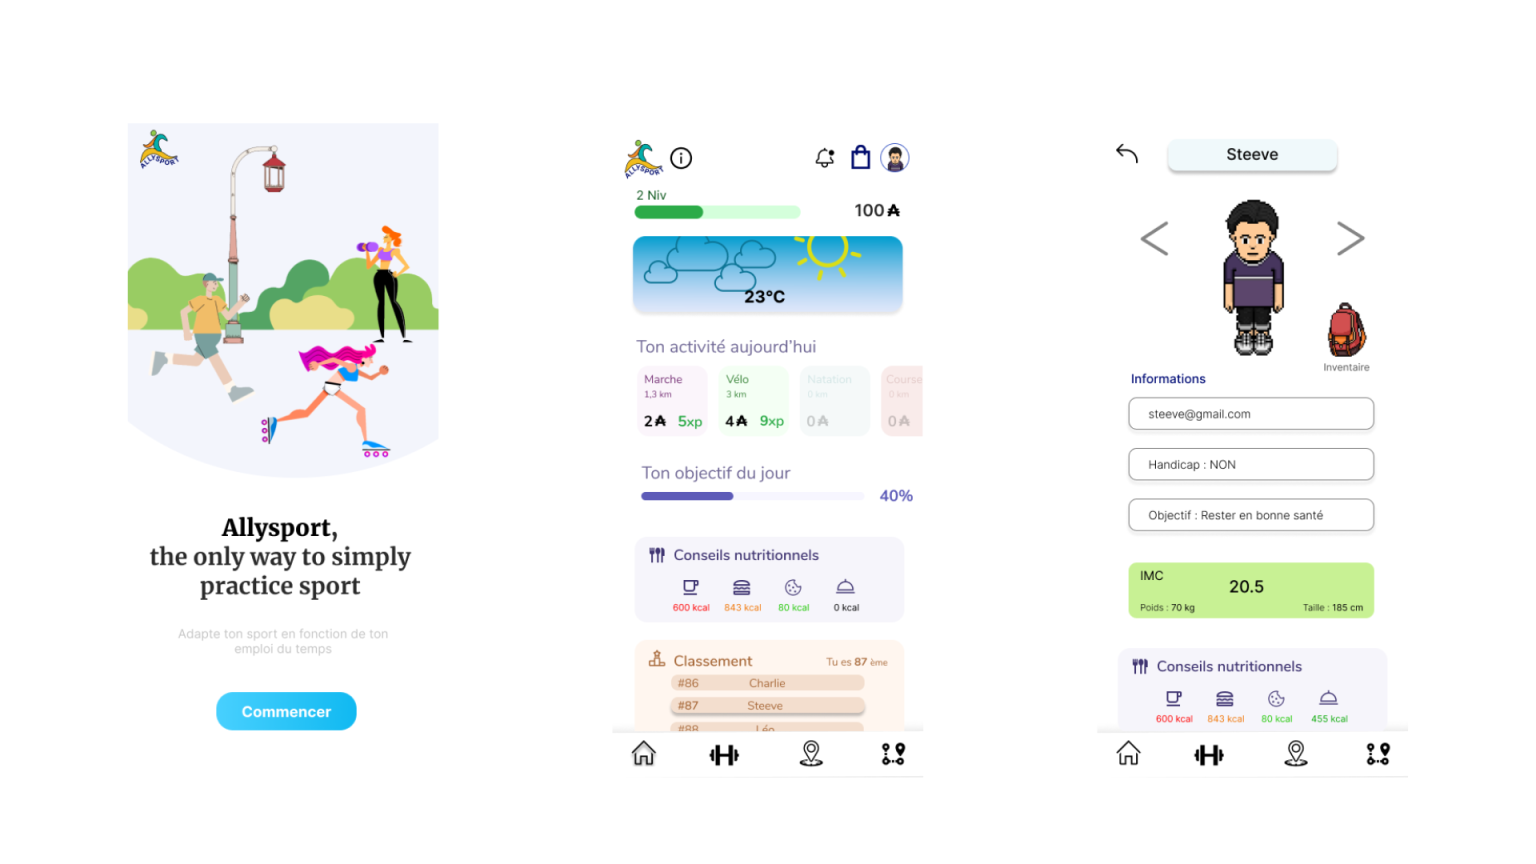 ALLYSPORT
Allysport,
the only way to simply
practice sport
Adapte ton sport en fonction de ton
emploi du temps
Commencer
ALLYSPORT
2 Niv
100
23°C
Ton activité aujourd'hui
Marche
1,3 km
2 5xp
Vélo
3 km
4 9xp
Natation
0 km
0
Course
0 km
0
Ton objectif du jour
40%
Conseils nutritionnels
600 kcal 843 kcal 80 kcal 0 kcal
Classement Tu es 87 ème
#86 Charlie
#87 Steeve
#88 Léo
Steeve
Inventaire
Informations
steeve@gmail.com
Handicap : NON
Objectif : Rester en bonne santé
IMC
20.5
Poids : 70 kg Taille : 185 cm
Conseils nutritionnels
600 kcal 843 kcal 80 kcal 455 kcal